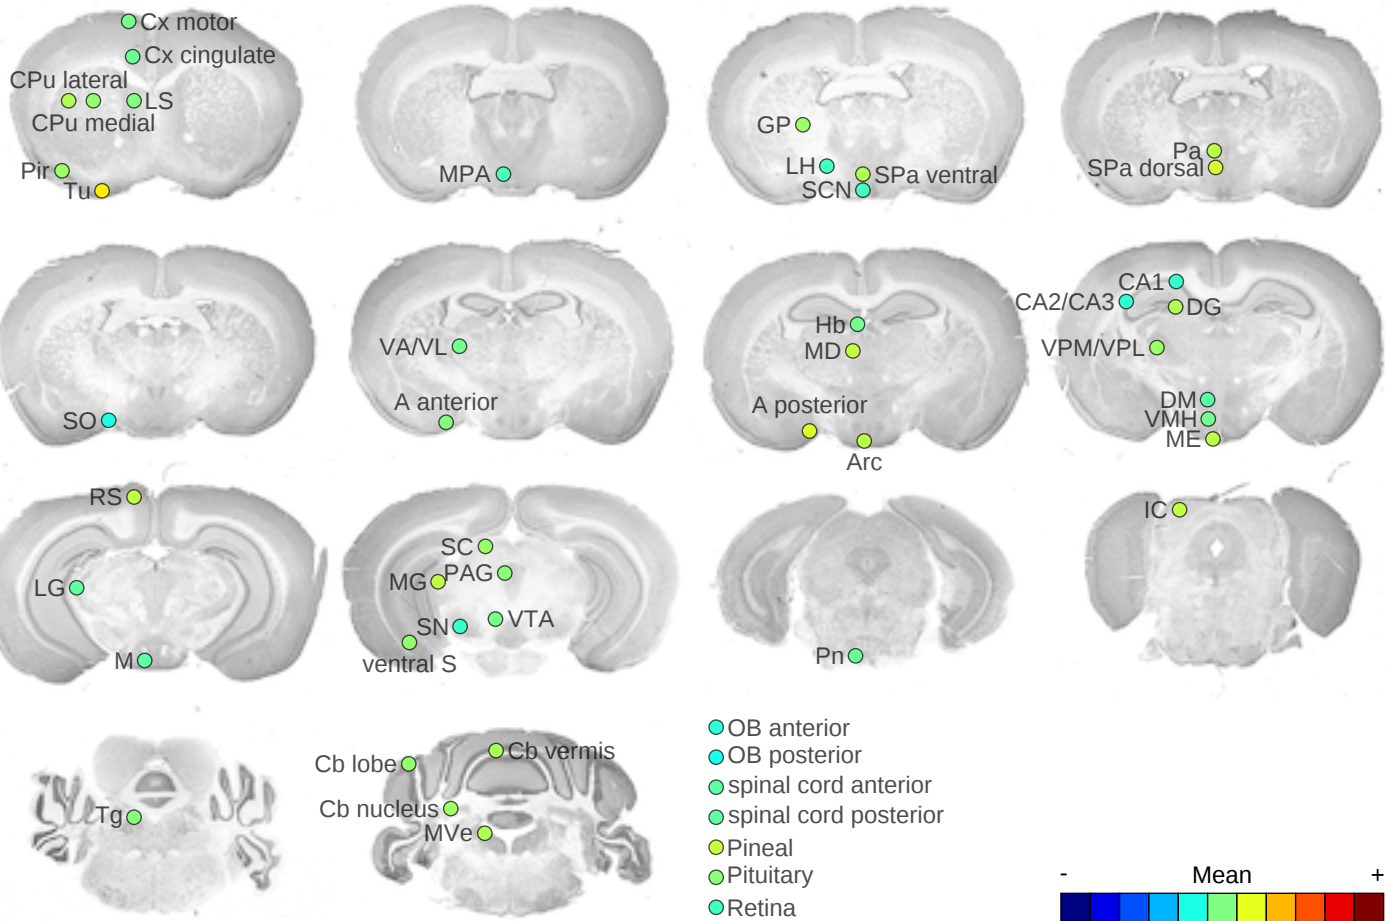 Cx motor
Cx cingulate
CPu lateral
LS
CPu medial
Pir
Tu
MPA
GP
LH
SPa ventral
SCN
Pa
SPa dorsal
SO
VA/VL
A anterior
Hb
MD
A posterior
Arc
CA1
CA2/CA3
DG
VPM/VPL
DM
VMH
ME
RS
LG
M
SC
MG
PAG
SN
VTA
ventral S
Pn
IC
Tg
Cb lobe
Cb vermis
Cb nucleus
MVe
OB anterior
OB posterior
spinal cord anterior
spinal cord posterior
Pineal
Pituitary
Retina
- Mean +